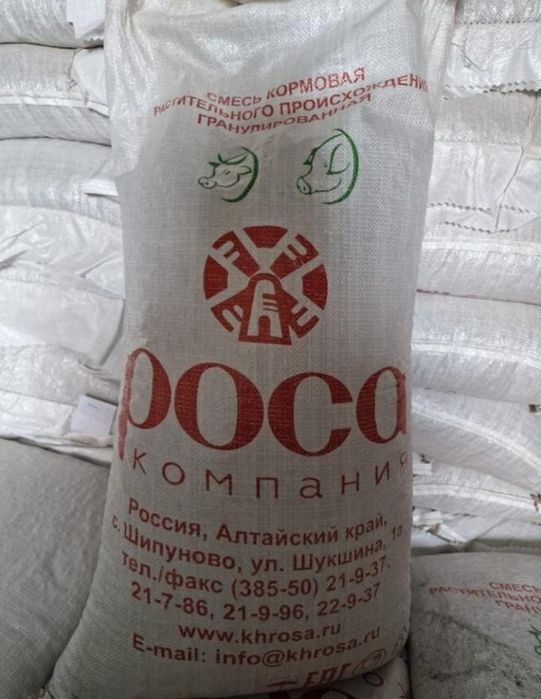 СМЕСЬ КОРМОВАЯ
РАСТИТЕЛЬНОГО ПРОИСХОЖДЕНИЯ
ГРАНУЛИРОВАННАЯ
роса
компания
Россия, Алтайский край,
с. Шипуново, ул. Шукшина, 1а
тел./факс (385-50) 21-9-37,
21-7-86, 21-9-96, 22-9-37
www.khrosa.ru
E-mail: info@khrosa.ru
ЕАС
СМЕСЬ
РАСТИТЕЛЬНОГО